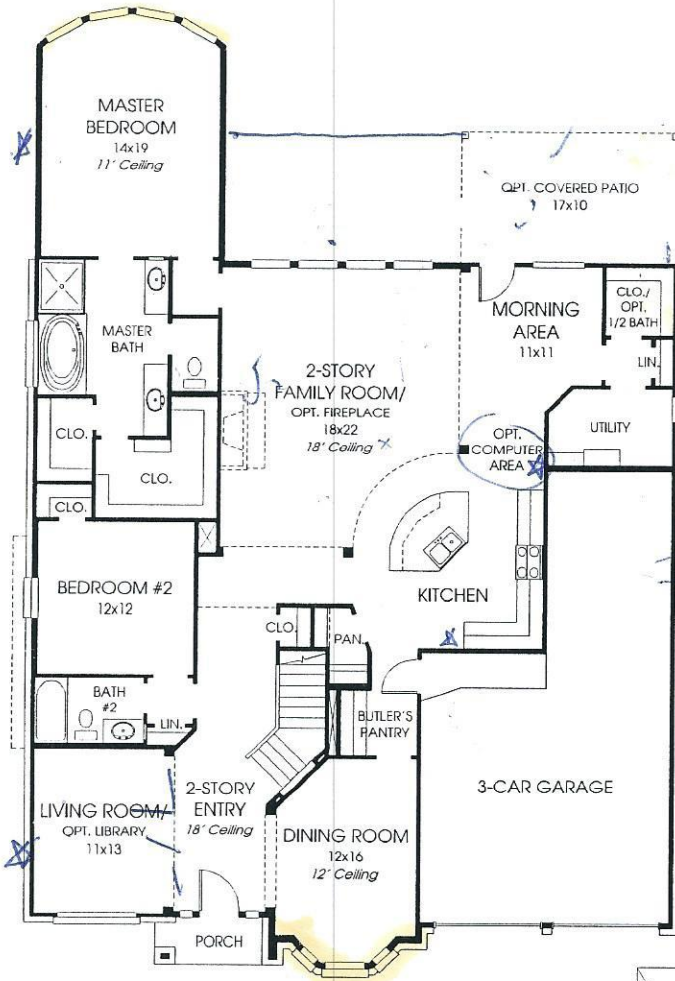 MASTER
BEDROOM
14x19
11' Ceiling
OPT. COVERED PATIO
17x10
MASTER
BATH
2-STORY
FAMILY ROOM/
OPT. FIREPLACE
18x22
18' Ceiling
MORNING
AREA
11x11
CLO./
OPT.
1/2 BATH
LIN.
UTILITY
OPT.
COMPUTER
AREA
CLO.
CLO.
CLO.
BEDROOM #2
12x12
KITCHEN
CLO.
PAN.
BATH
#2
LIN.
BUTLER'S
PANTRY
2-STORY
ENTRY
18' Ceiling
3-CAR GARAGE
LIVING ROOM/
OPT. LIBRARY
11x13
DINING ROOM
12x16
12' Ceiling
PORCH